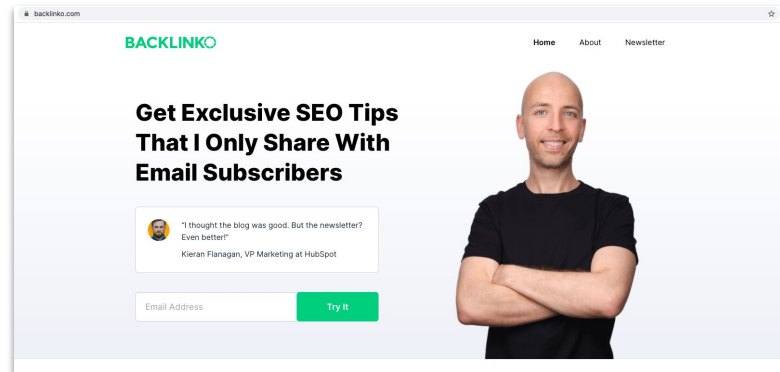 backlinko.com
BACKLINKO
Home About Newsletter
Get Exclusive SEO Tips
That I Only Share With
Email Subscribers
"I thought the blog was good. But the newsletter?
Even better!"
Kieran Flanagan, VP Marketing at HubSpot
Email Address
Try It